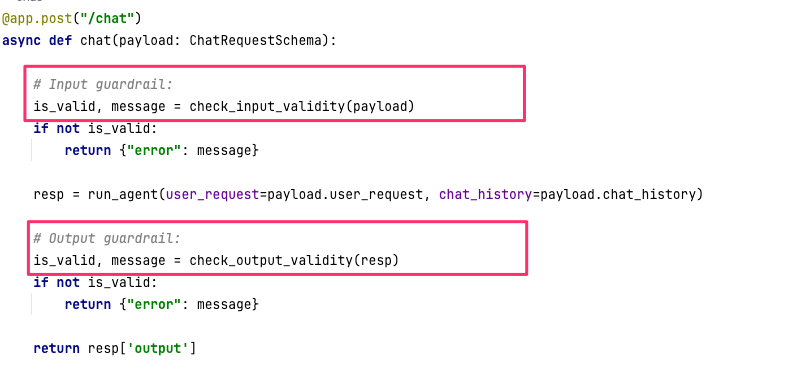 @app.post("/chat")
async def chat(payload: ChatRequestSchema):
# Input guardrail:
is_valid, message = check_input_validity(payload)
if not is_valid:
return {"error": message}
resp = run_agent(user_request=payload.user_request, chat_history=payload.chat_history)
# Output guardrail:
is_valid, message = check_output_validity(resp)
if not is_valid:
return {"error": message}
return resp['output']